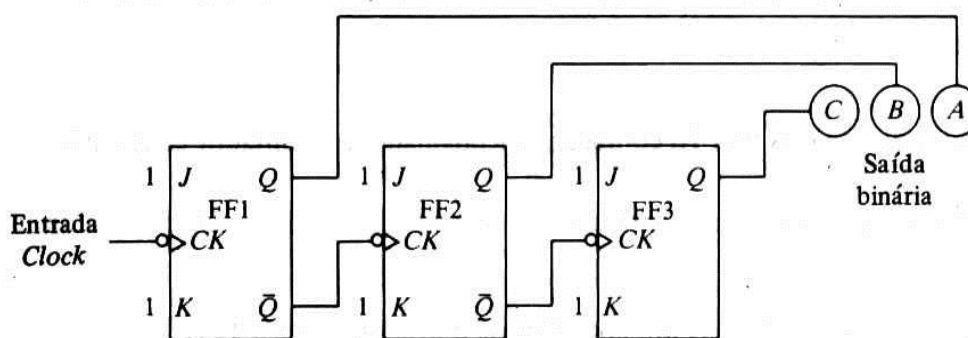 C B A
Saída
binária
1 J Q 1 J Q 1 J Q
FF1 FF2 FF3
Entrada
Clock
CK CK CK
1 K Q̄ 1 K Q̄ 1 K